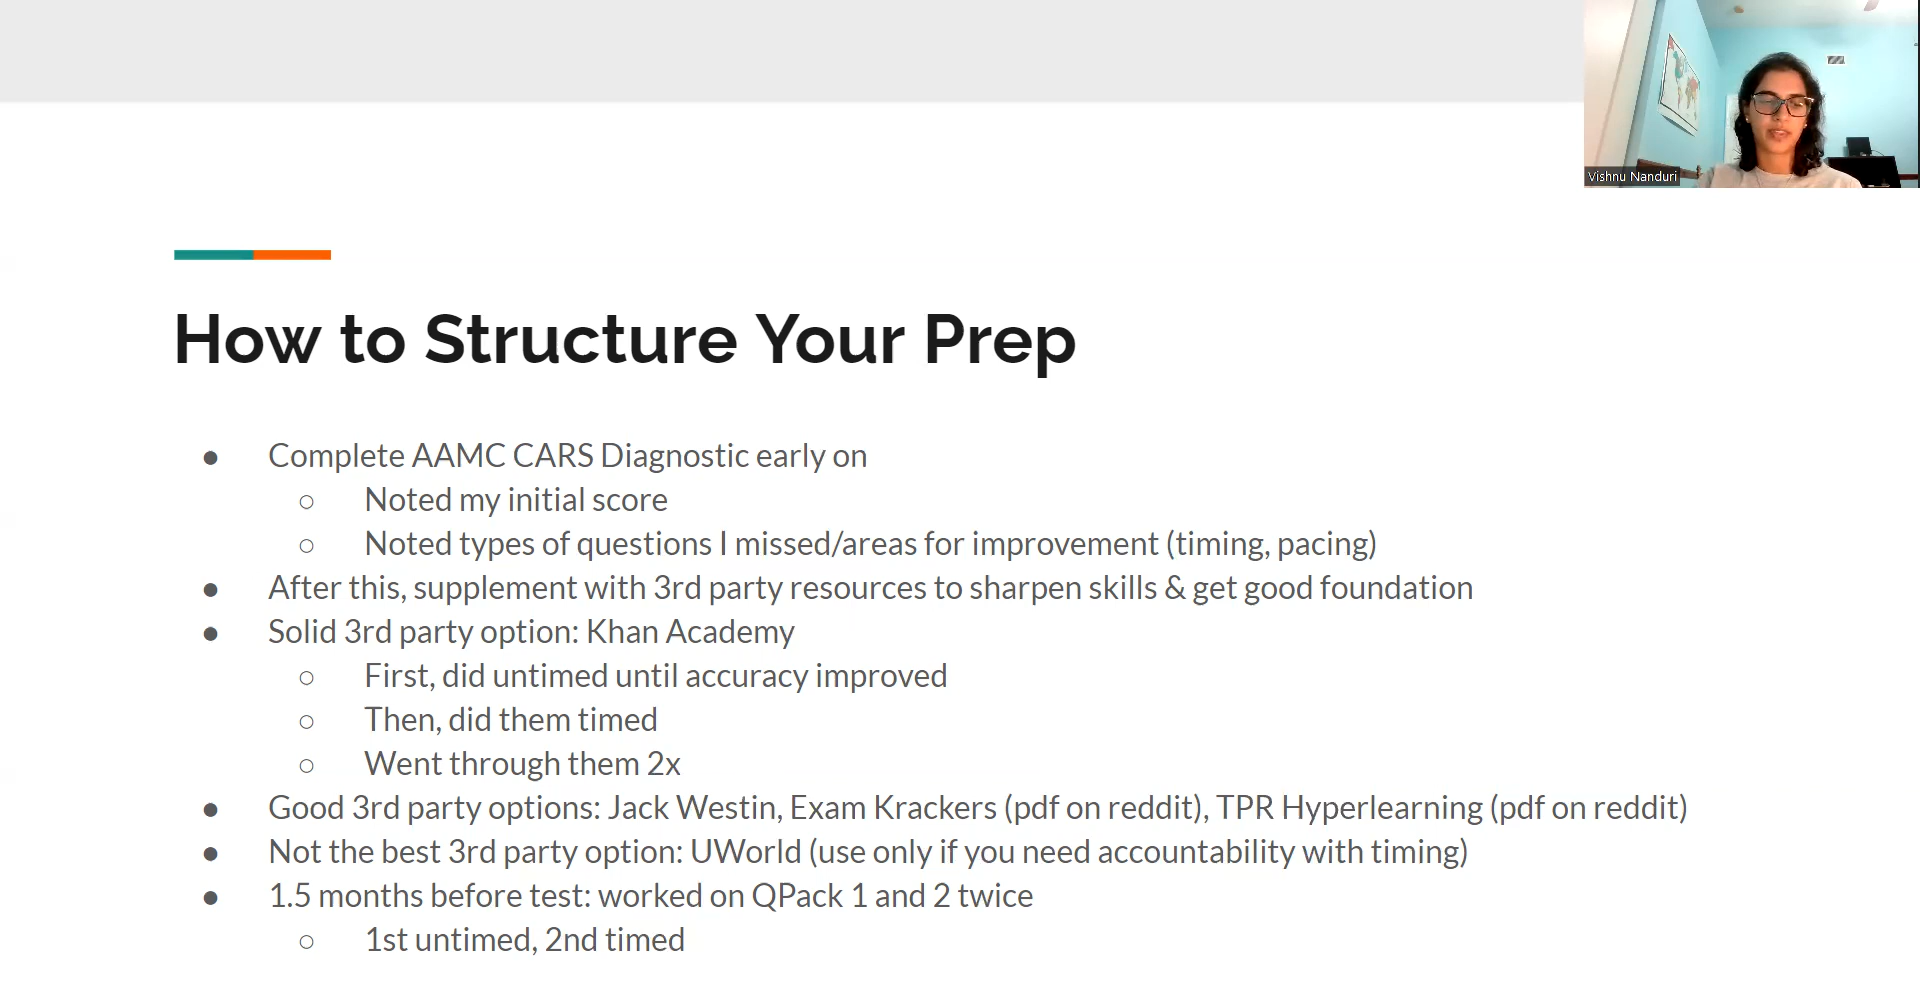 Vishnu Nanduri
How to Structure Your Prep
● Complete AAMC CARS Diagnostic early on
○ Noted my initial score
○ Noted types of questions I missed/areas for improvement (timing, pacing)
● After this, supplement with 3rd party resources to sharpen skills & get good foundation
● Solid 3rd party option: Khan Academy
○ First, did untimed until accuracy improved
○ Then, did them timed
○ Went through them 2x
● Good 3rd party options: Jack Westin, Exam Krackers (pdf on reddit), TPR Hyperlearning (pdf on reddit)
● Not the best 3rd party option: UWorld (use only if you need accountability with timing)
● 1.5 months before test: worked on QPack 1 and 2 twice
○ 1st untimed, 2nd timed